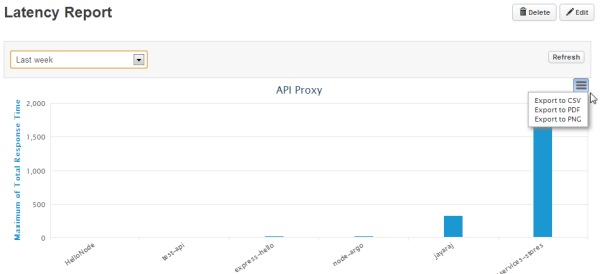 Latency Report
Delete
Edit
Last week
Refresh
API Proxy
Export to CSV
Export to PDF
Export to PNG
Maximum of Total Response Time
2,000
1,500
1,000
500
0
HelloNode
test-api
express-hello
node-argo
jayaraj
services-stores